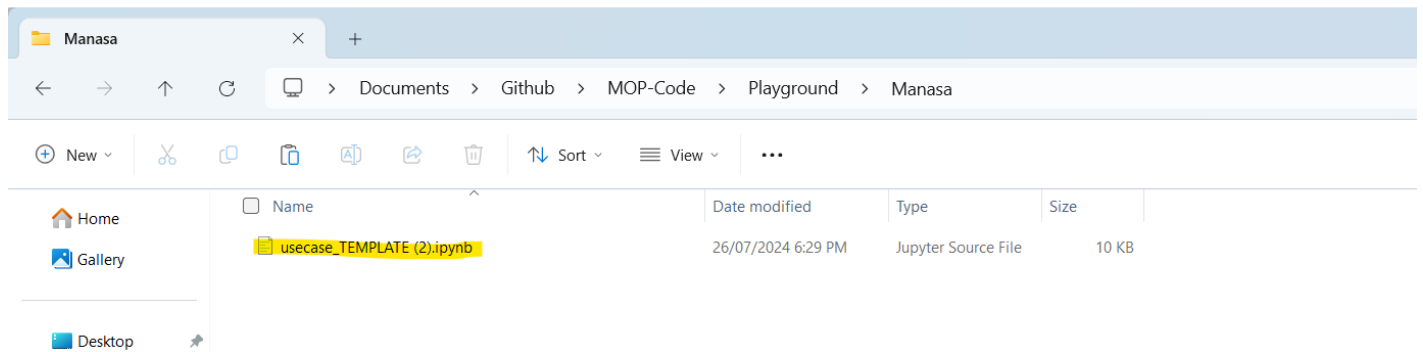 Manasa
Documents > Github > MOP-Code > Playground > Manasa
New Sort View
Name Date modified Type Size
Home
usecase_TEMPLATE (2).ipynb 26/07/2024 6:29 PM Jupyter Source File 10 KB
Gallery
Desktop